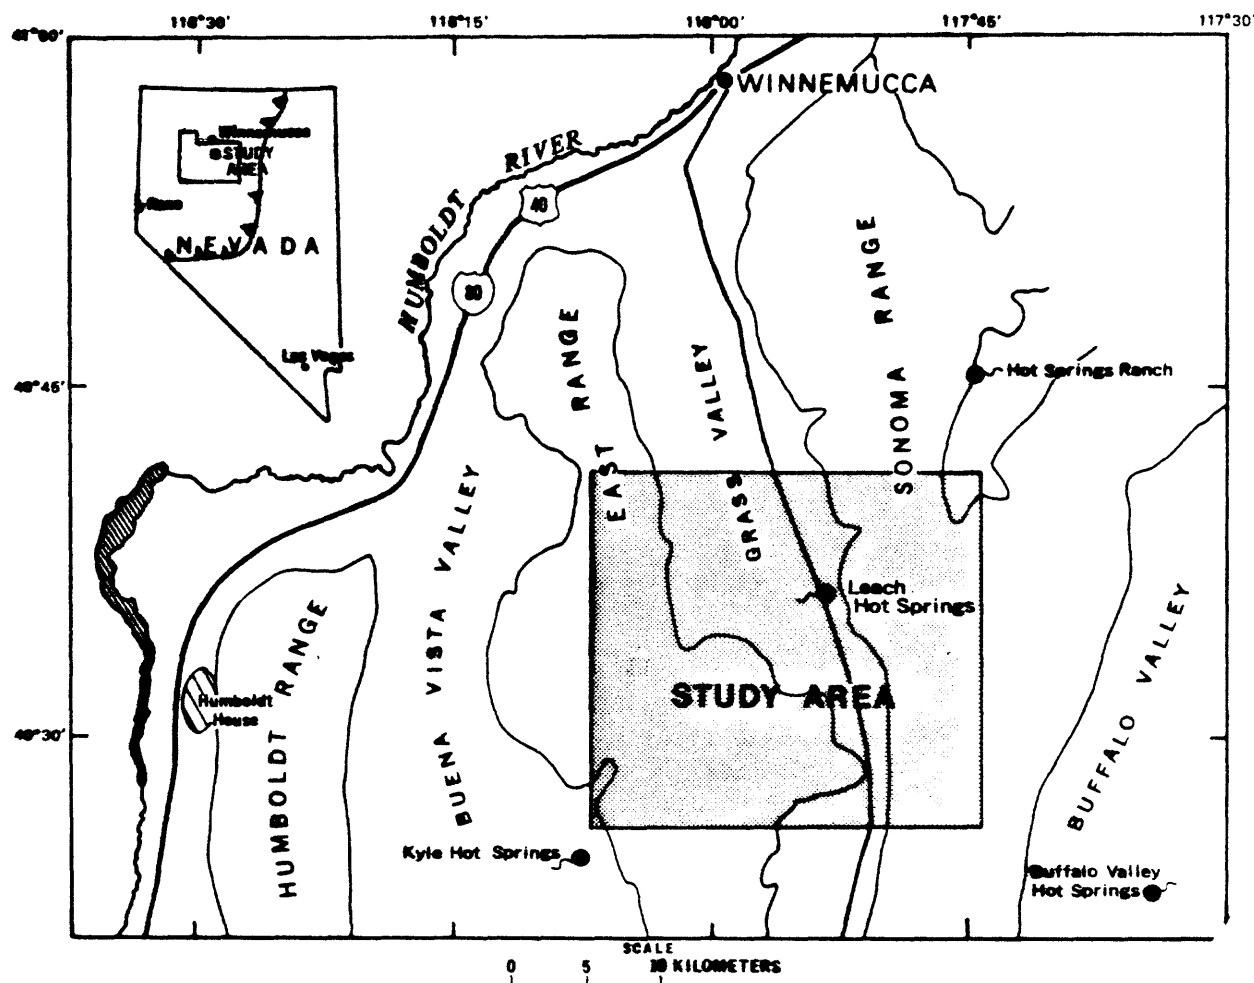 118°30' 118°15' 118°00' 117°45' 117°30'
41°00'
WINNEMUCCA
Winnemucca
STUDY
AREA
Reno
NEVADA
Las Vegas
HUMBOLDT RIVER
40
80
EAST RANGE
GRASS VALLEY
SONOMA RANGE
Hot Springs Ranch
40°45'
BUENA VISTA VALLEY
Leach
Hot Springs
HUMBOLDT RANGE
Humboldt
House
STUDY AREA
40°30'
BUFFALO VALLEY
Kyle Hot Springs
Buffalo Valley
Hot Springs
SCALE
0 5 10 KILOMETERS